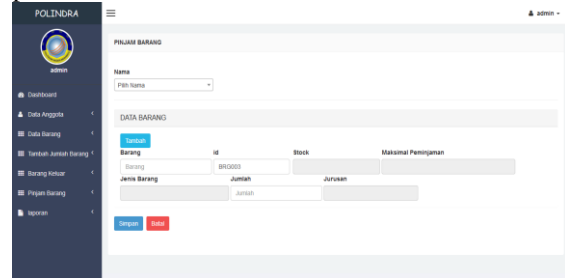 POLINDRA
admin
admin
Dashboard
Data Anggota
Data Barang
Tambah Jumlah Barang
Barang Keluar
Pinjam Barang
laporan
PINJAM BARANG
Nama
Pilih Nama
DATA BARANG
Tambah
Barang Id Stock Maksimal Peminjaman
Barang BRG003
Jenis Barang Jumlah Jurusan
Jumlah
Simpan Batal